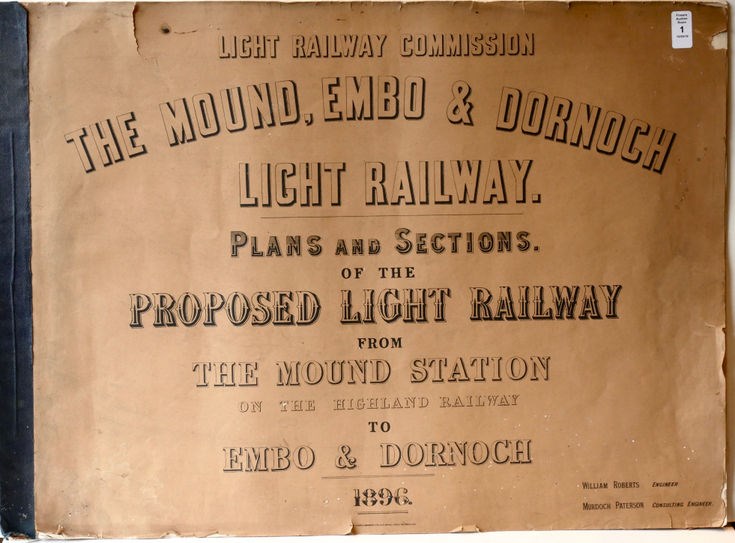 LIGHT RAILWAY COMMISSION
THE MOUND, EMBO & DORNOCH
LIGHT RAILWAY.
PLANS AND SECTIONS.
OF THE
PROPOSED LIGHT RAILWAY
FROM
THE MOUND STATION
ON THE HIGHLAND RAILWAY
TO
EMBO & DORNOCH
1896.
WILLIAM ROBERTS ENGINEER
MURDOCH PATERSON CONSULTING ENGINEER.
1